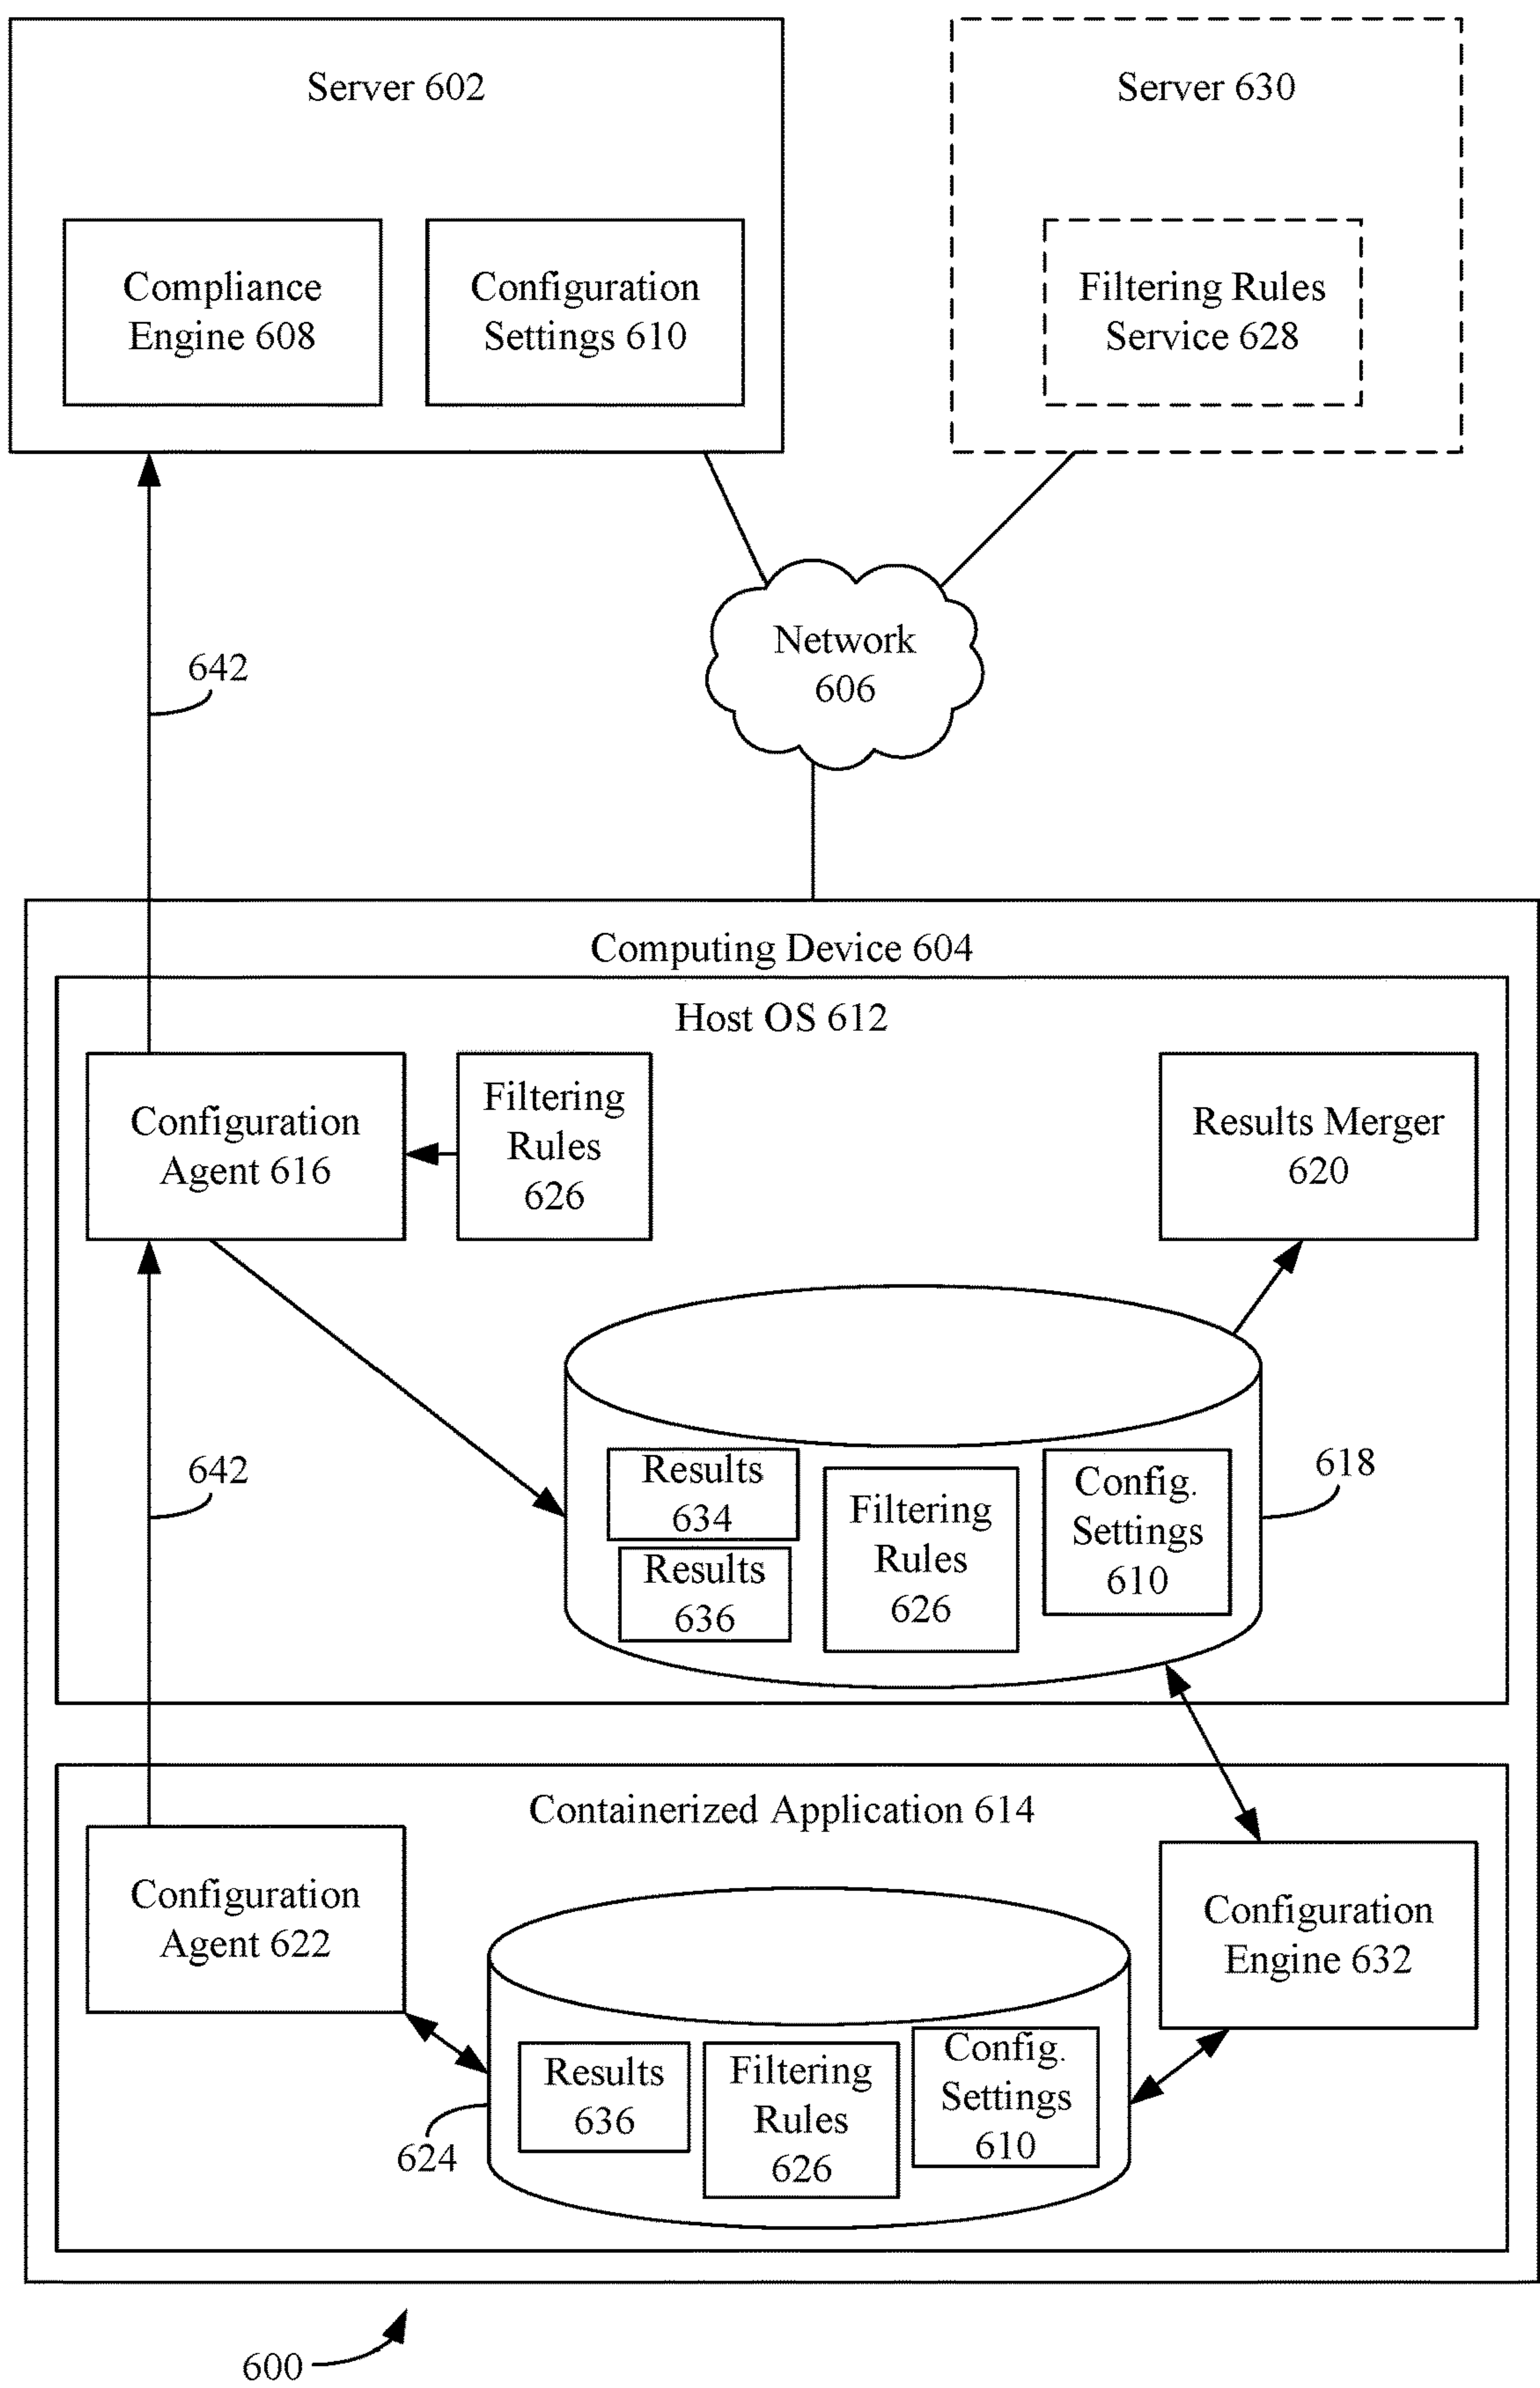 Server 602
Compliance
Engine 608
Configuration
Settings 610
Server 630
Filtering Rules
Service 628
642
Network
606
Computing Device 604
Host OS 612
Configuration
Agent 616
Filtering
Rules
626
Results Merger
620
642
Results
634
Results
636
Filtering
Rules
626
Config.
Settings
610
618
Containerized Application 614
Configuration
Agent 622
Results
636
Filtering
Rules
626
Config.
Settings
610
Configuration
Engine 632
624
600